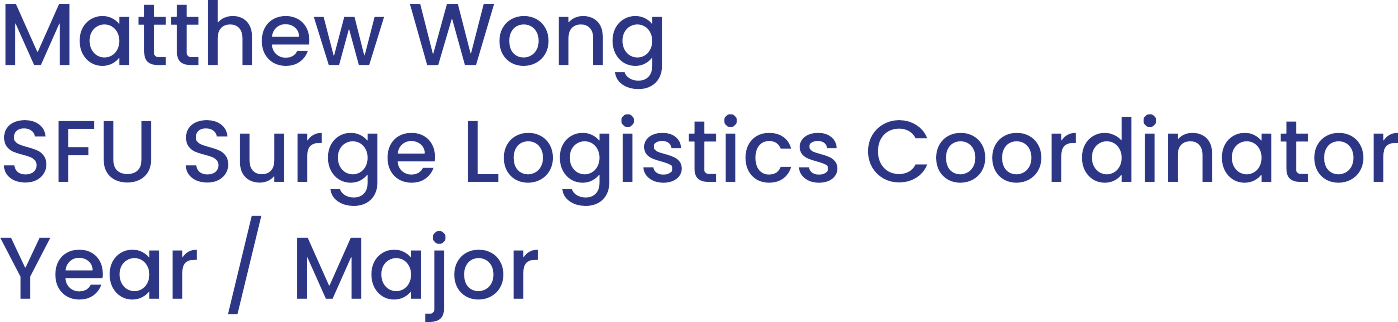 Matthew Wong
SFU Surge Logistics Coordinator
Year / Major